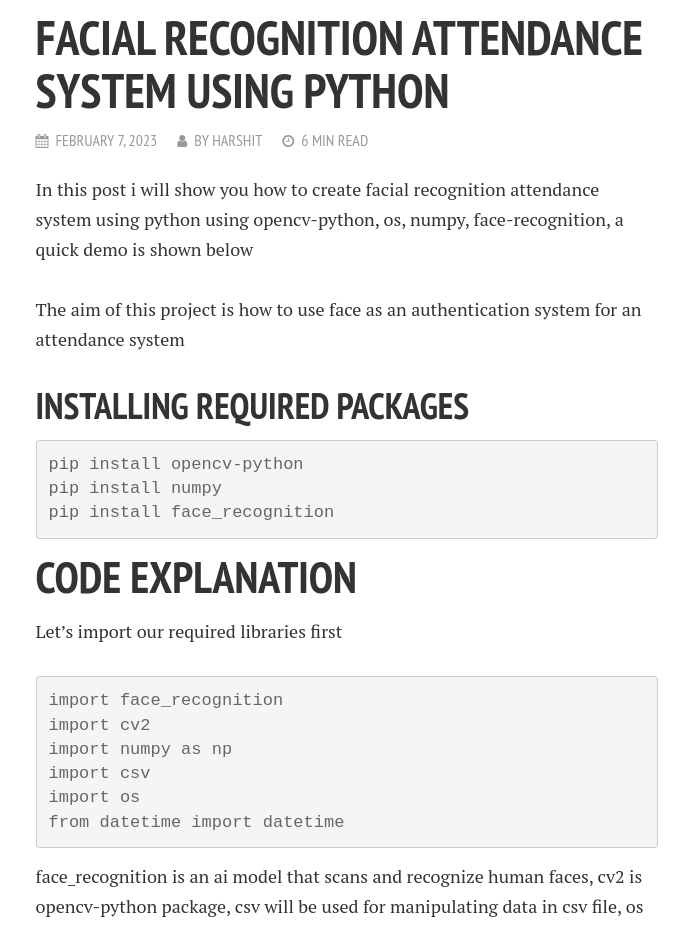 FACIAL RECOGNITION ATTENDANCE
SYSTEM USING PYTHON
FEBRUARY 7, 2023 BY HARSHIT 6 MIN READ
In this post i will show you how to create facial recognition attendance
system using python using opencv-python, os, numpy, face-recognition, a
quick demo is shown below
The aim of this project is how to use face as an authentication system for an
attendance system
INSTALLING REQUIRED PACKAGES
pip install opencv-python
pip install numpy
pip install face_recognition
CODE EXPLANATION
Let’s import our required libraries first
import face_recognition
import cv2
import numpy as np
import csv
import os
from datetime import datetime
face_recognition is an ai model that scans and recognize human faces, cv2 is
opencv-python package, csv will be used for manipulating data in csv file, os